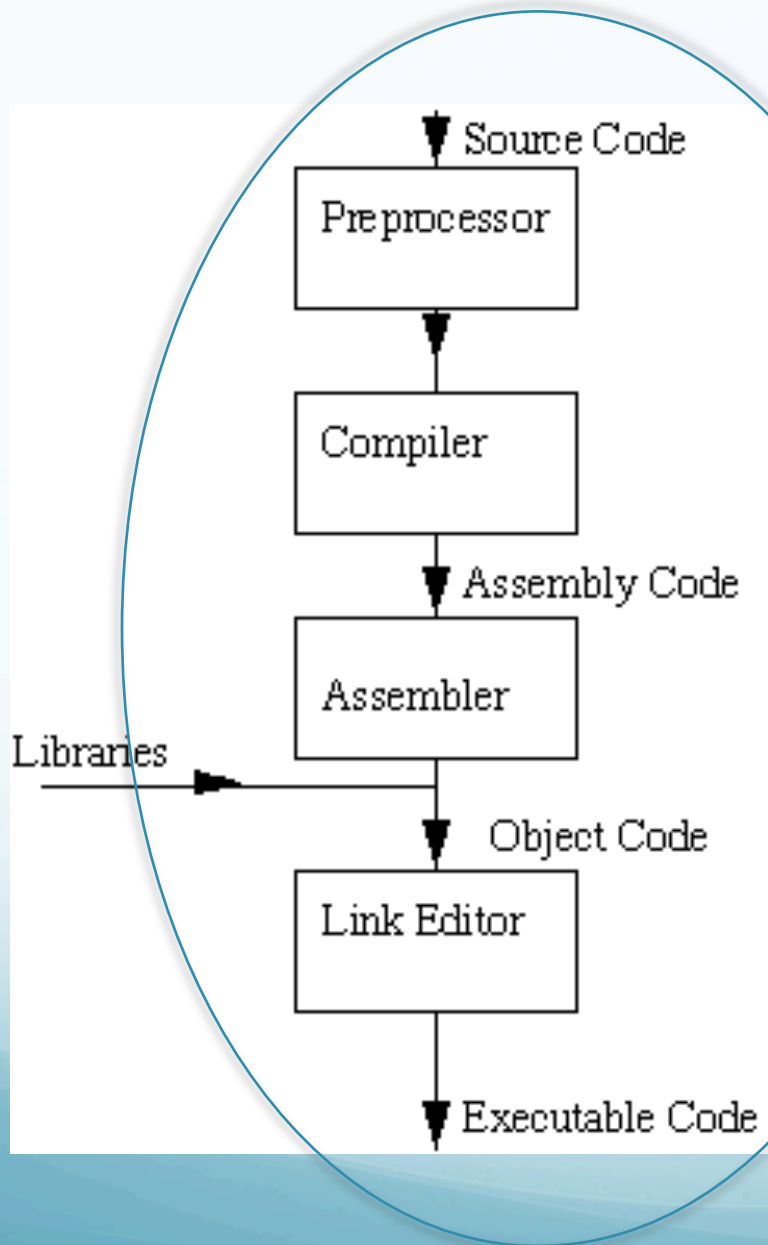 Source Code
Preprocessor
Compiler
Assembly Code
Assembler
Libraries
Object Code
Link Editor
Executable Code